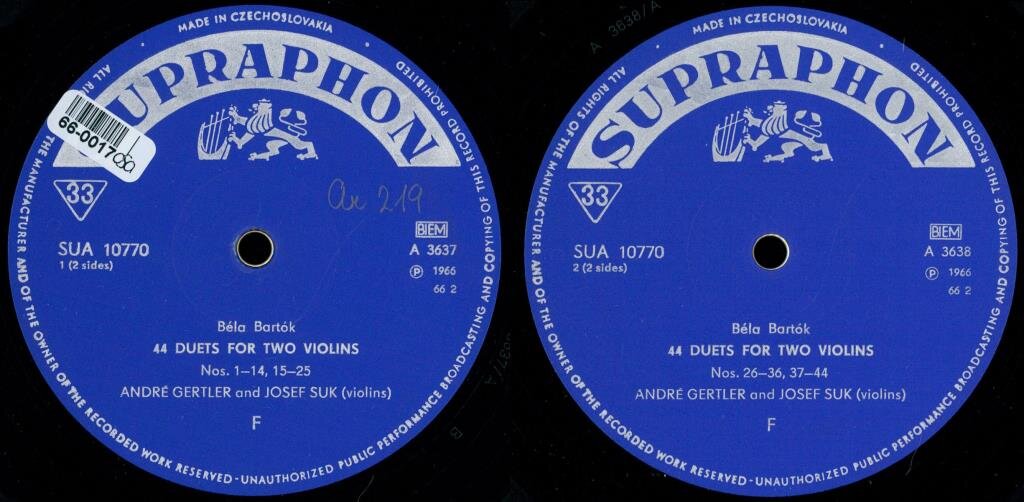 MADE IN CZECHOSLOVAKIA
SUPRAPHON
66-0017
33
Ar 219
SUA 10770
1 (2 sides)
BIEM
A 3637
Ⓟ 1966
66 2
Béla Bartók
44 DUETS FOR TWO VIOLINS
Nos. 1–14, 15–25
ANDRÉ GERTLER and JOSEF SUK (violins)
F
ALL RIGHTS OF THE MANUFACTURER AND OF THE OWNER OF THE RECORDED WORK RESERVED - UNAUTHORIZED PUBLIC PERFORMANCE BROADCASTING AND COPYING OF THIS RECORD PROHIBITED
A 3638/A
MADE IN CZECHOSLOVAKIA
SUPRAPHON
33
SUA 10770
2 (2 sides)
BIEM
A 3638
Ⓟ 1966
66 2
Béla Bartók
44 DUETS FOR TWO VIOLINS
Nos. 26–36, 37–44
ANDRÉ GERTLER and JOSEF SUK (violins)
F
ALL RIGHTS OF THE MANUFACTURER AND OF THE OWNER OF THE RECORDED WORK RESERVED - UNAUTHORIZED PUBLIC PERFORMANCE BROADCASTING AND COPYING OF THIS RECORD PROHIBITED